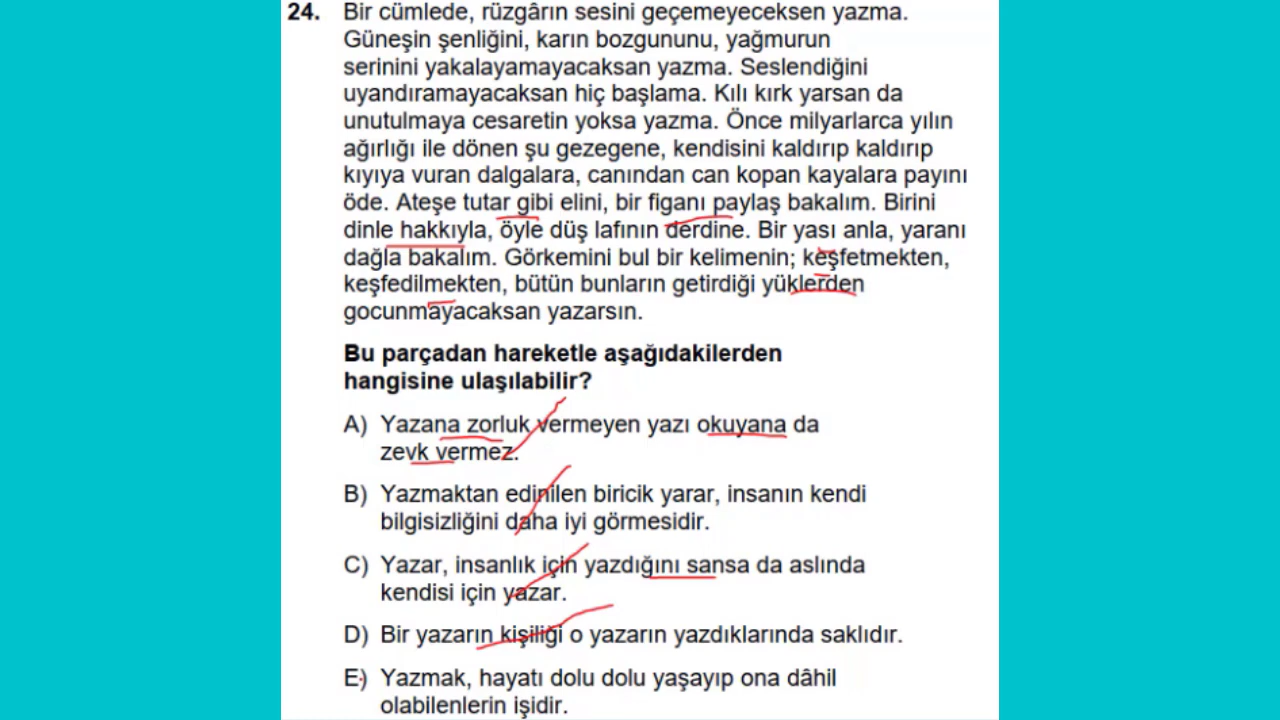 24. Bir cümlede, rüzgârın sesini geçemeyeceksen yazma.
Güneşin şenliğini, karın bozgununu, yağmurun
serinini yakalayamayacaksan yazma. Seslendiğini
uyandıramayacaksan hiç başlama. Kılı kırk yarsan da
unutulmaya cesaretin yoksa yazma. Önce milyarlarca yılın
ağırlığı ile dönen şu gezegene, kendisini kaldırıp kaldırıp
kıyıya vuran dalgalara, canından can kopan kayalara payını
öde. Ateşe tutar gibi elini, bir figanı paylaş bakalım. Birini
dinle hakkıyla, öyle düş lafının derdine. Bir yası anla, yaranı
dağla bakalım. Görkemini bul bir kelimenin; keşfetmekten,
keşfedilmekten, bütün bunların getirdiği yüklerden
gocunmayacaksan yazarsın.
Bu parçadan hareketle aşağıdakilerden
hangisine ulaşılabilir?
A) Yazana zorluk vermeyen yazı okuyana da
zevk vermez.
B) Yazmaktan edinilen biricik yarar, insanın kendi
bilgisizliğini daha iyi görmesidir.
C) Yazar, insanlık için yazdığını sansa da aslında
kendisi için yazar.
D) Bir yazarın kişiliği o yazarın yazdıklarında saklıdır.
E) Yazmak, hayatı dolu dolu yaşayıp ona dâhil
olabilenlerin işidir.